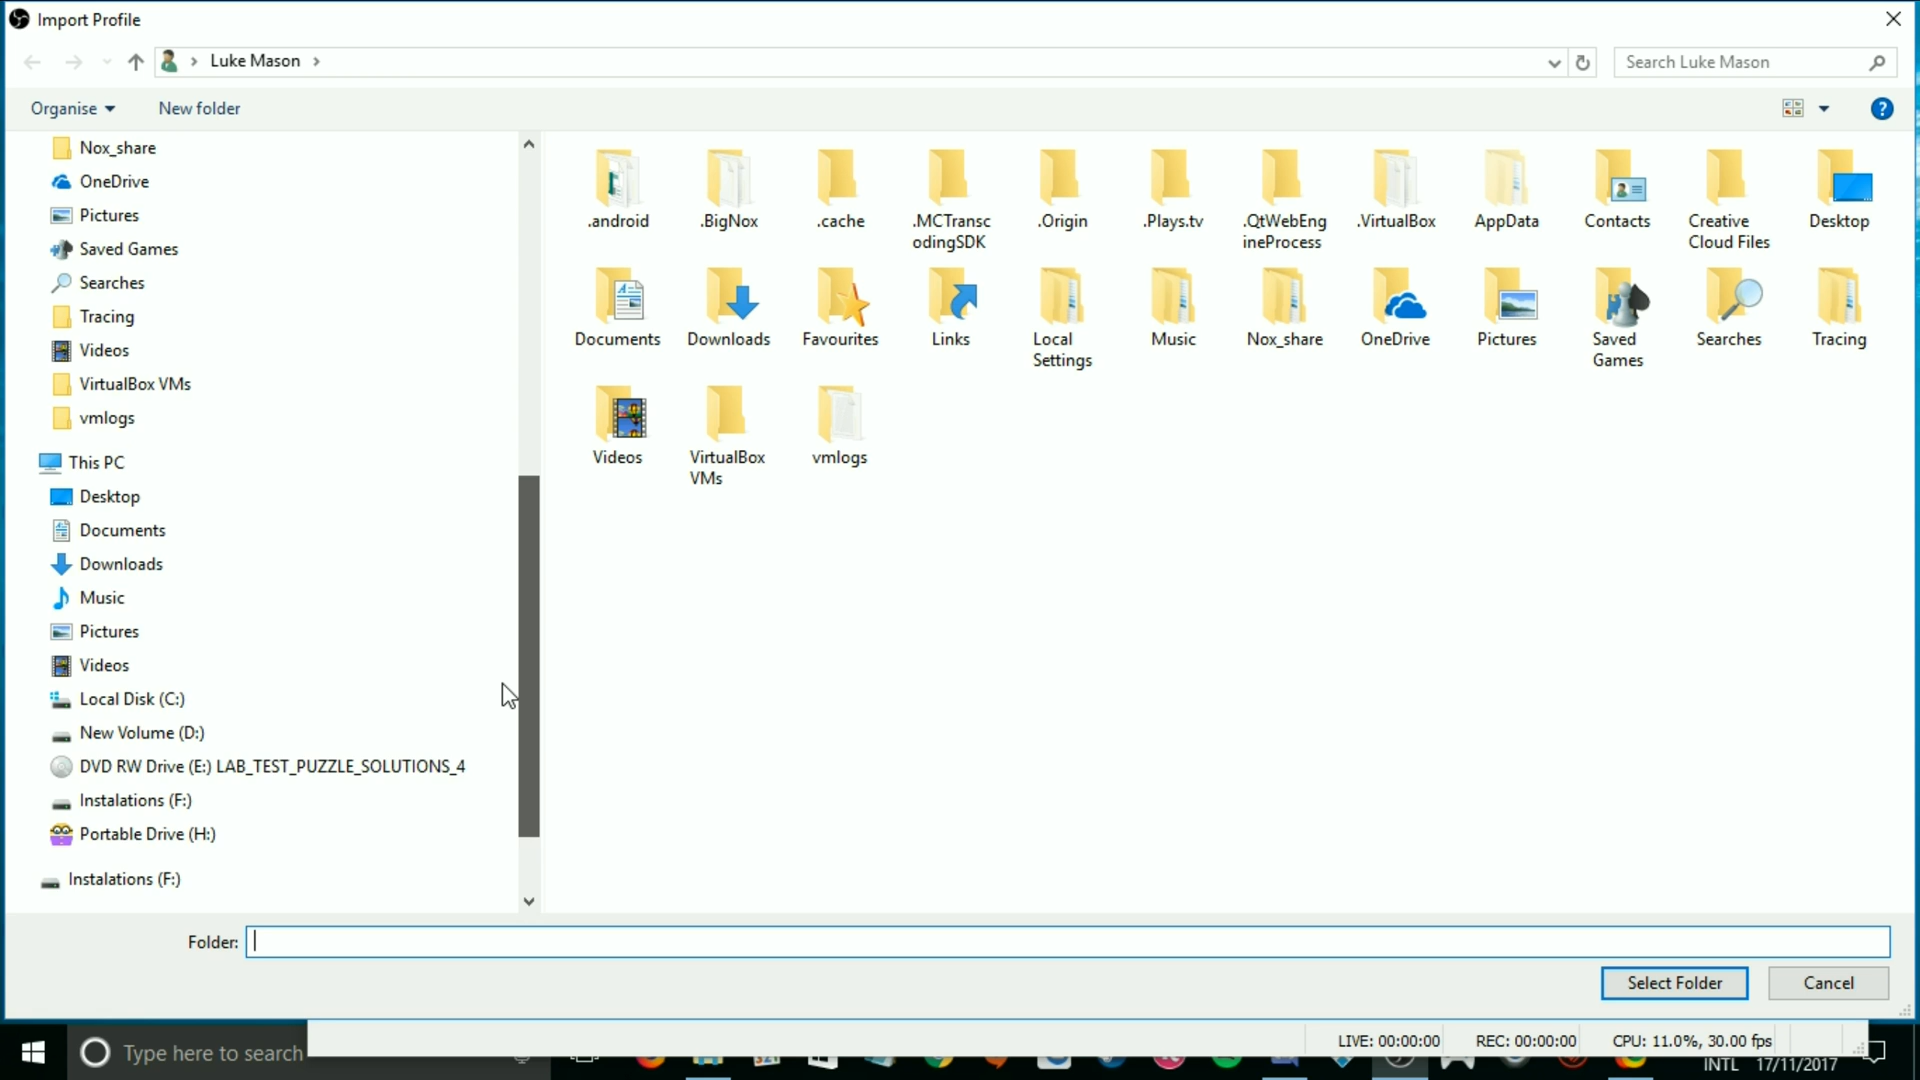 Import Profile
Luke Mason
Search Luke Mason
Organise
New folder
Nox_share
OneDrive
Pictures
Saved Games
Searches
Tracing
Videos
VirtualBox VMs
vmlogs
This PC
Desktop
Documents
Downloads
Music
Pictures
Videos
Local Disk (C:)
New Volume (D:)
DVD RW Drive (E:) LAB_TEST_PUZZLE_SOLUTIONS_4
Instalations (F:)
Portable Drive (H:)
Instalations (F:)
.android
.BigNox
.cache
.MCTransc
odingSDK
.Origin
.Plays.tv
.QtWebEng
ineProcess
.VirtualBox
AppData
Contacts
Creative
Cloud Files
Desktop
Documents
Downloads
Favourites
Links
Local
Settings
Music
Nox_share
OneDrive
Pictures
Saved
Games
Searches
Tracing
Videos
VirtualBox
VMs
vmlogs
Folder:
Select Folder
Cancel
LIVE: 00:00:00
REC: 00:00:00
CPU: 11.0%, 30.00 fps
Type here to search
INTL
17/11/2017